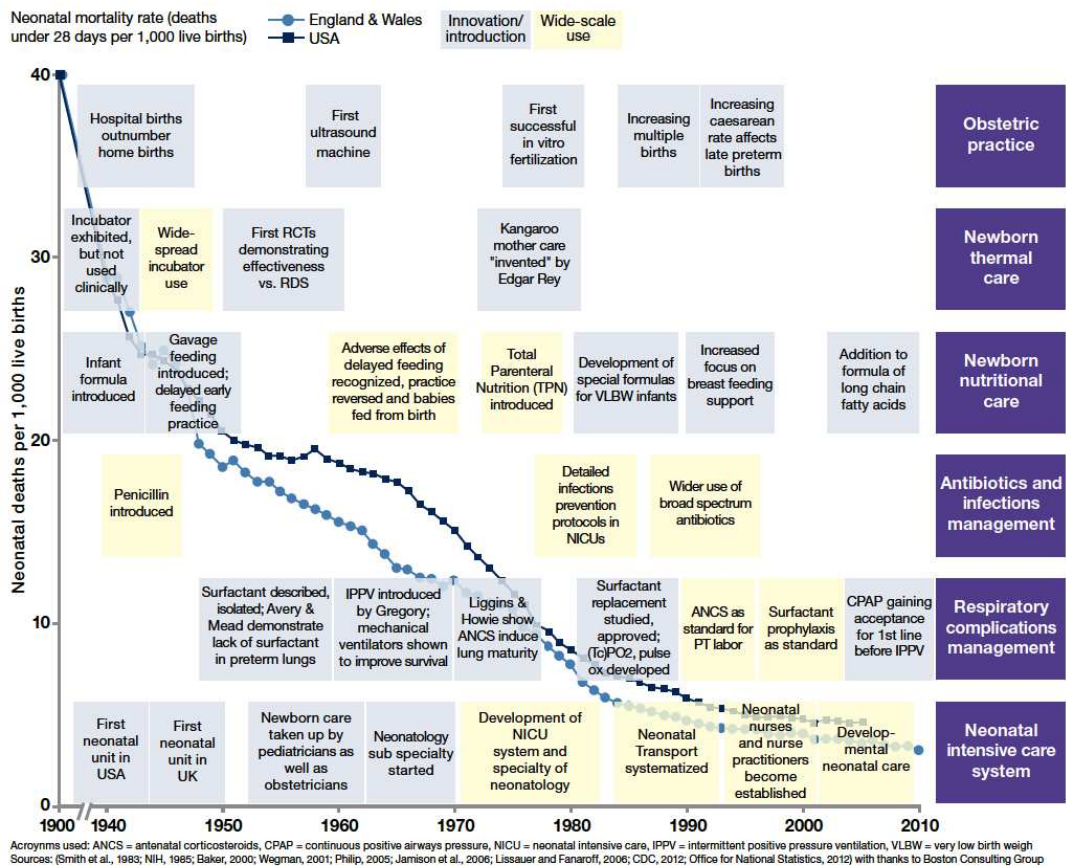 Neonatal mortality rate (deaths
under 28 days per 1,000 live births)
England & Wales
USA
Innovation/
introduction
Wide-scale
use
Neonatal deaths per 1,000 live births
40
30
20
10
0
Hospital births
outnumber
home births
First
ultrasound
machine
First
successful
in vitro
fertilization
Increasing
multiple
births
Increasing
caesarean
rate affects
late preterm
births
Obstetric
practice
Incubator
exhibited,
but not
used
clinically
Wide-
spread
incubator
use
First RCTs
demonstrating
effectiveness
vs. RDS
Kangaroo
mother care
"invented" by
Edgar Rey
Newborn
thermal
care
Infant
formula
introduced
Gavage
feeding
introduced;
delayed early
feeding
practice
Adverse effects of
delayed feeding
recognized, practice
reversed and babies
fed from birth
Total
Parenteral
Nutrition (TPN)
introduced
Development of
special formulas
for VLBW infants
Increased
focus on
breast feeding
support
Addition to
formula of
long chain
fatty acids
Newborn
nutritional
care
Penicillin
introduced
Detailed
infections
prevention
protocols in
NICUs
Wider use of
broad spectrum
antibiotics
Antibiotics and
infections
management
Surfactant described,
isolated; Avery &
Mead demonstrate
lack of surfactant
in preterm lungs
IPPV introduced
by Gregory;
mechanical
ventilators shown
to improve survival
Liggins &
Howie show
ANCS induce
lung maturity
Surfactant
replacement
studied,
approved;
(Tc)PO2, pulse
ox developed
ANCS as
standard for
PT labor
Surfactant
prophylaxis
as standard
CPAP gaining
acceptance
for 1st line
before IPPV
Respiratory
complications
management
First
neonatal
unit in
USA
First
neonatal
unit in
UK
Newborn care
taken up by
pediatricians as
well as
obstetricians
Neonatology
sub specialty
started
Development of
NICU
system and
specialty of
neonatology
Neonatal
Transport
systematized
Neonatal
nurses
and nurse
practitioners
become
established
Develop-
mental
neonatal care
Neonatal
intensive care
system
1900
1940
1950
1960
1970
1980
1990
2000
2010
Acroynms used: ANCS = antenatal corticosteroids, CPAP = continuous positive airways pressure, NICU = neonatal intensive care, IPPV = intermittent positive pressure ventilation, VLBW = very low birth weigh
Sources: (Smith et al., 1983; NIH, 1985; Baker, 2000; Wegman, 2001; Philip, 2005; Jamison et al., 2006; Lissauer and Fanaroff, 2006; CDC, 2012; Office for National Statistics, 2012) with thanks to Boston Consulting Group